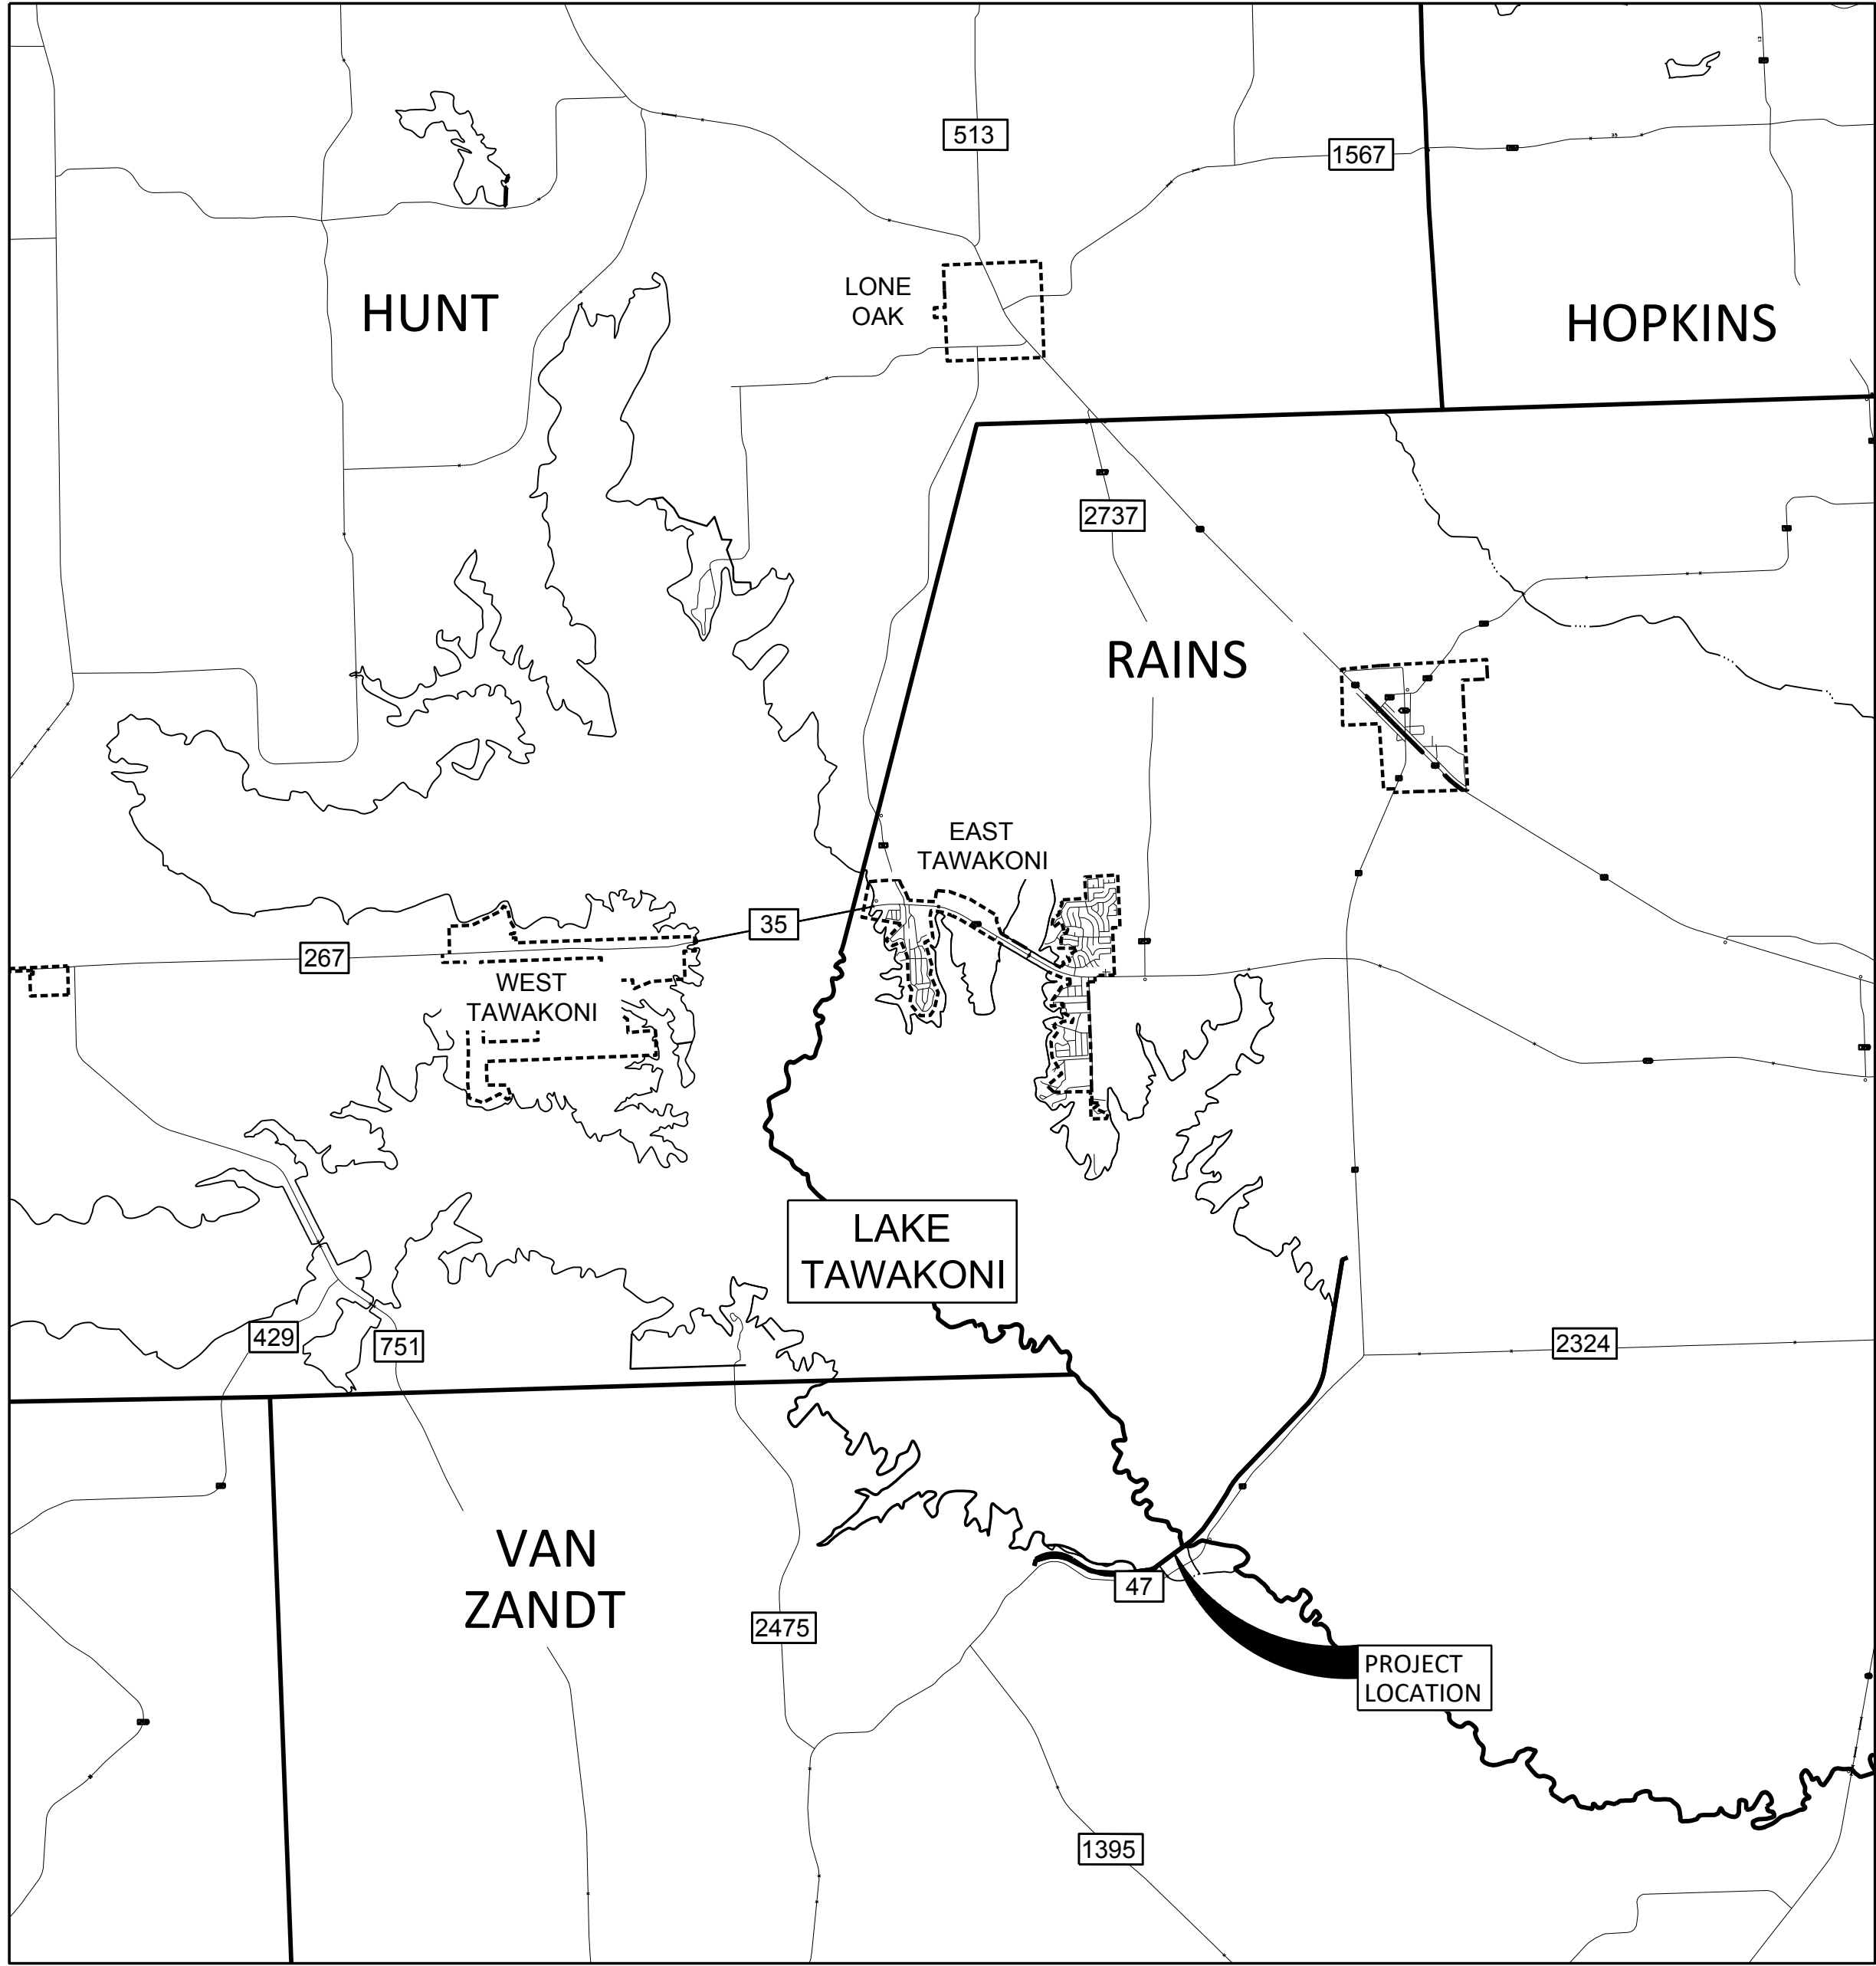 513
1567
LONE
OAK
HUNT
HOPKINS
2737
RAINS
EAST
TAWAKONI
35
267
WEST
TAWAKONI
LAKE
TAWAKONI
429
751
2324
VAN
ZANDT
47
2475
PROJECT
LOCATION
1395